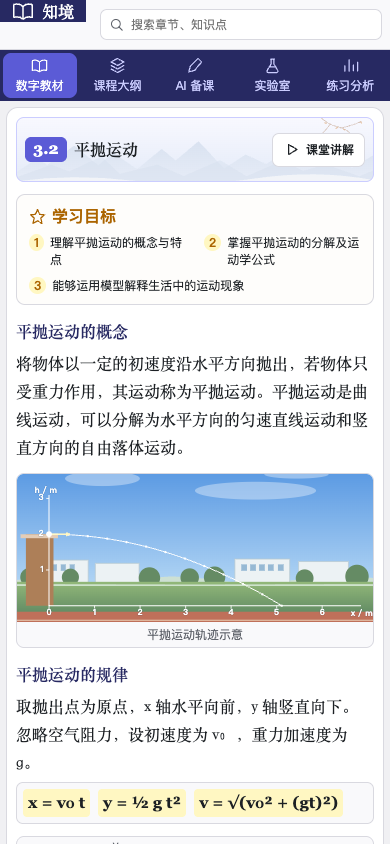 知境
搜索章节、知识点
数字教材
课程大纲
AI 备课
实验室
练习分析
3.2 平抛运动
课堂讲解
学习目标
1 理解平抛运动的概念与特点
2 掌握平抛运动的分解及运动学公式
3 能够运用模型解释生活中的运动现象
平抛运动的概念
将物体以一定的初速度沿水平方向抛出，若物体只
受重力作用，其运动称为平抛运动。平抛运动是曲
线运动，可以分解为水平方向的匀速直线运动和竖
直方向的自由落体运动。
h / m
3
2
1
0 1 2 3 4 5 6 x / m
平抛运动轨迹示意
平抛运动的规律
取抛出点为原点，x 轴水平向前，y 轴竖直向下。
忽略空气阻力，设初速度为 v₀ ，重力加速度为
g。
x = v₀ t y = ½ g t² v = √(v₀² + (gt)²)